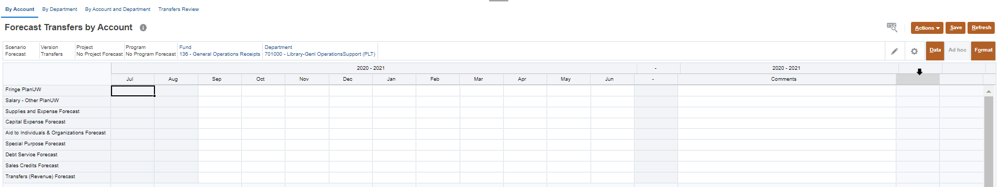 By Account By Department By Account and Department Transfers Review
Forecast Transfers by Account
Actions Save Refresh
Scenario Version Project Program Fund Department
Forecast Transfers No Project Forecast No Program Forecast 136 - General Operations Receipts 701000 - Library-Genl OperationsSupport (PLT)
Data Ad hoc Format
2020 - 2021 - 2020 - 2021
Jul Aug Sep Oct Nov Dec Jan Feb Mar Apr May Jun - Comments
Fringe PlanUW
Salary - Other PlanUW
Supplies and Expense Forecast
Capital Expense Forecast
Aid to Individuals & Organizations Forecast
Special Purpose Forecast
Debt Service Forecast
Sales Credits Forecast
Transfers (Revenue) Forecast